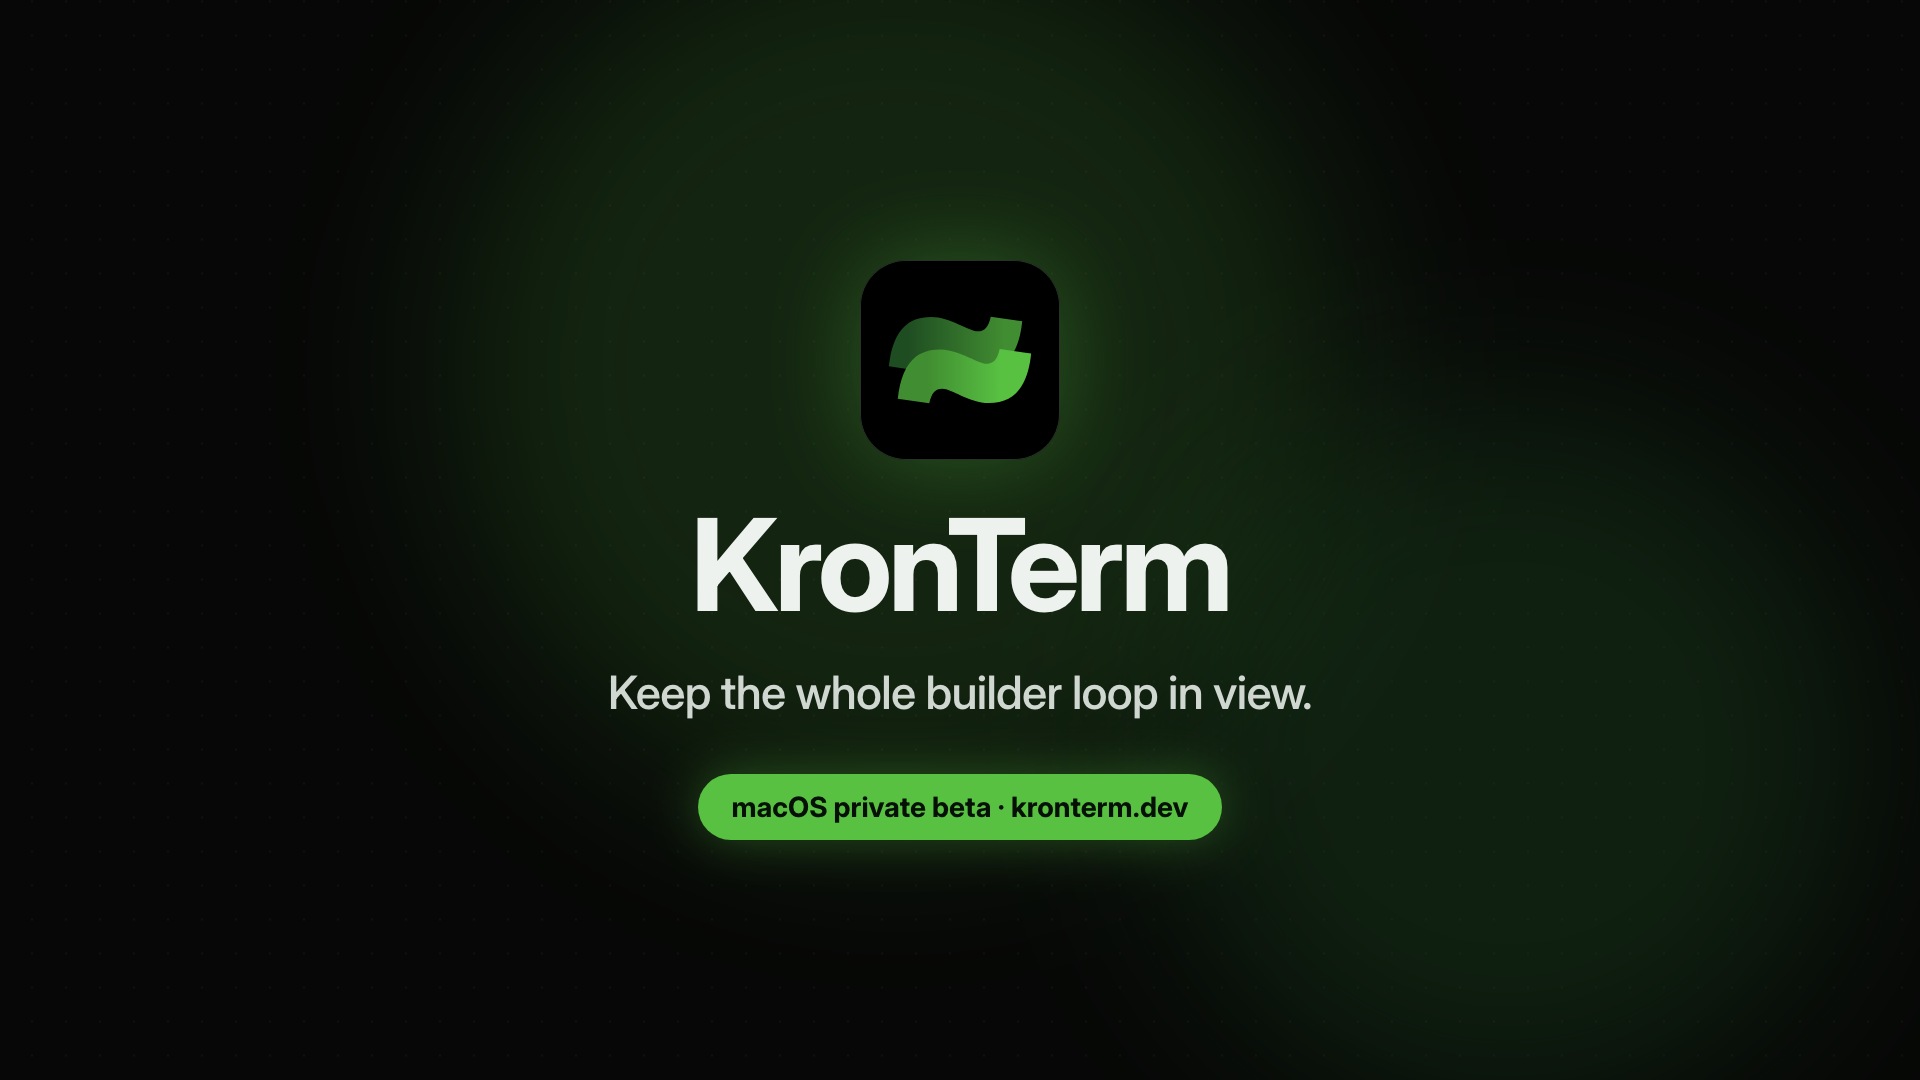 KronTerm
Keep the whole builder loop in view.
macOS private beta · kronterm.dev